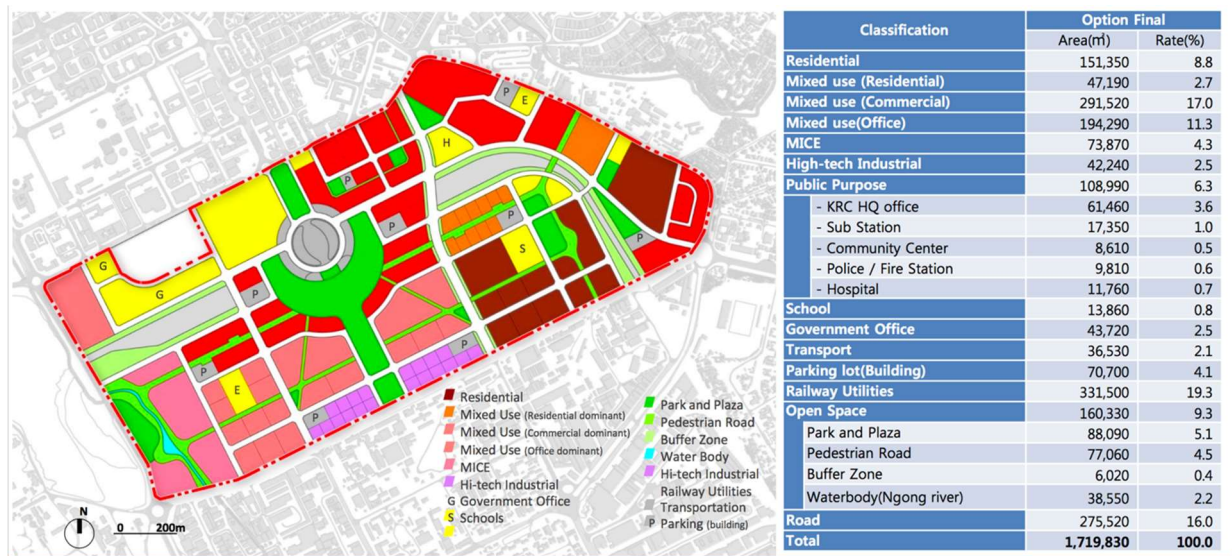 P
E
H
P
P
P
S
P
G
G
P
P
E
P
P
N
0 200m
Residential
Mixed Use (Residential dominant)
Mixed Use (Commercial dominant)
Mixed Use (Office dominant)
MICE
Hi-tech Industrial
G Government Office
S Schools
Park and Plaza
Pedestrian Road
Buffer Zone
Water Body
Hi-tech Industrial
Railway Utilities
Transportation
P Parking (building)
Classification Option Final
Area(㎡) Rate(%)
Residential 151,350 8.8
Mixed use (Residential) 47,190 2.7
Mixed use (Commercial) 291,520 17.0
Mixed use(Office) 194,290 11.3
MICE 73,870 4.3
High-tech Industrial 42,240 2.5
Public Purpose 108,990 6.3
- KRC HQ office 61,460 3.6
- Sub Station 17,350 1.0
- Community Center 8,610 0.5
- Police / Fire Station 9,810 0.6
- Hospital 11,760 0.7
School 13,860 0.8
Government Office 43,720 2.5
Transport 36,530 2.1
Parking lot(Building) 70,700 4.1
Railway Utilities 331,500 19.3
Open Space 160,330 9.3
Park and Plaza 88,090 5.1
Pedestrian Road 77,060 4.5
Buffer Zone 6,020 0.4
Waterbody(Ngong river) 38,550 2.2
Road 275,520 16.0
Total 1,719,830 100.0